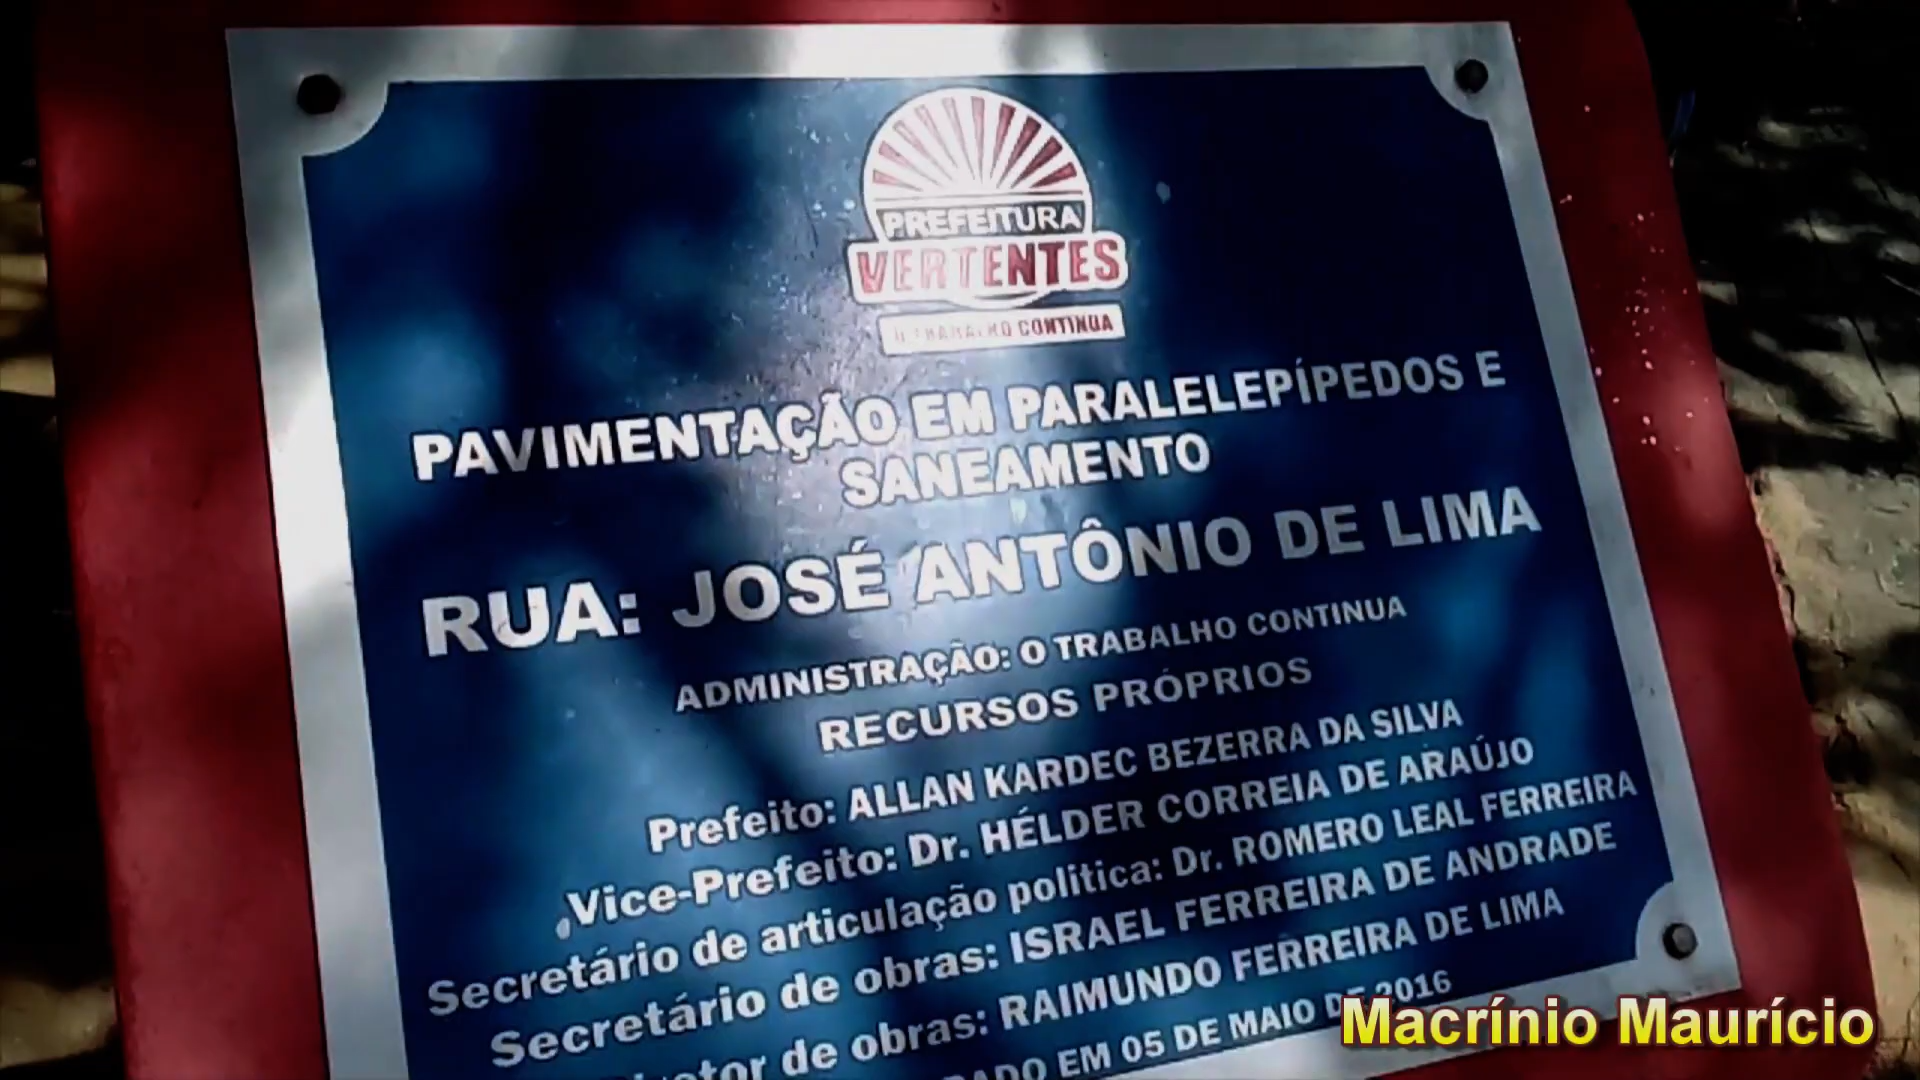 PREFEITURA
VERTENTES
O TRABALHO CONTINUA
PAVIMENTAÇÃO EM PARALELEPÍPEDOS E
SANEAMENTO
RUA: JOSÉ ANTÔNIO DE LIMA
ADMINISTRAÇÃO: O TRABALHO CONTINUA
RECURSOS PRÓPRIOS
Prefeito: ALLAN KARDEC BEZERRA DA SILVA
Vice-Prefeito: Dr. HÉLDER CORREIA DE ARAÚJO
Secretário de articulação politica: Dr. ROMERO LEAL FERREIRA
Secretário de obras: ISRAEL FERREIRA DE ANDRADE
de obras: RAIMUNDO FERREIRA DE LIMA
EM 05 DE MAIO DE 2016
Macrínio Maurício